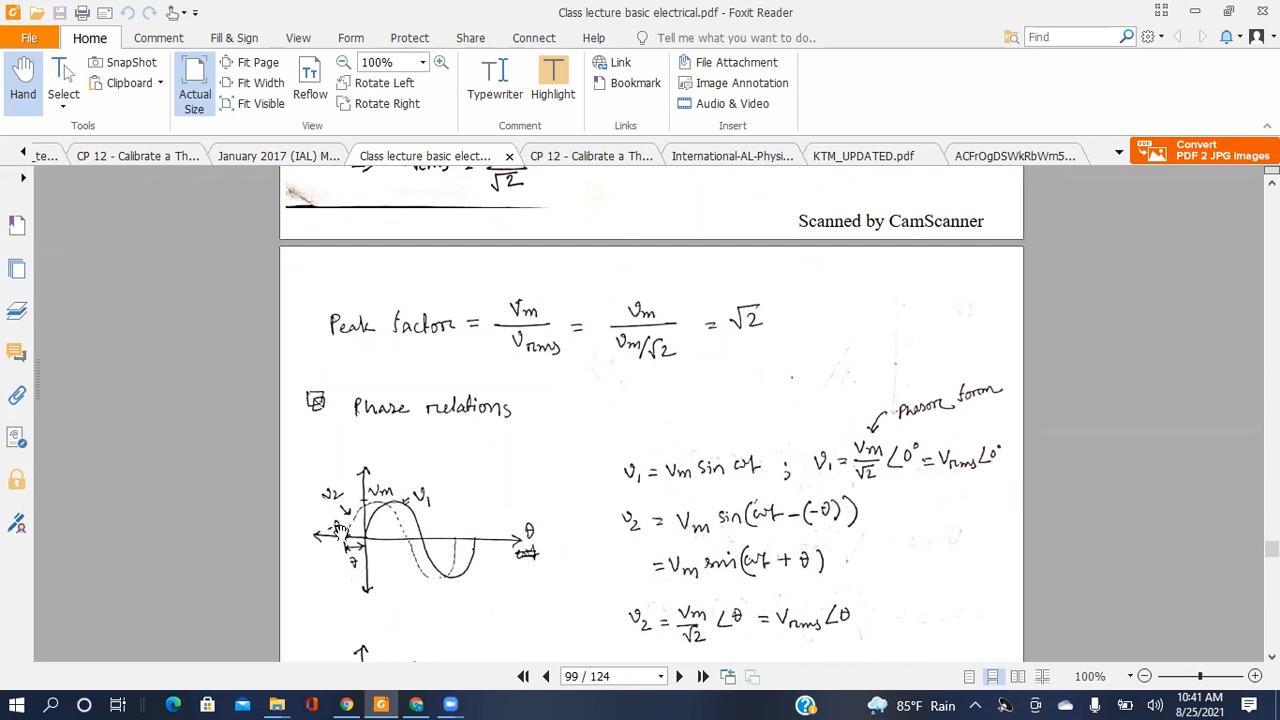 Class lecture basic electrical.pdf - Foxit Reader
File Home Comment Fill & Sign View Form Protect Share Connect Help Tell me what you want to do.. Find
Hand
Select
SnapShot
Clipboard
Tools
Actual Size
Fit Page
Fit Width
Fit Visible
Reflow
100%
Rotate Left
Rotate Right
View
Typewriter
Highlight
Comment
Link
Bookmark
Links
File Attachment
Image Annotation
Audio & Video
Insert
_te... CP 12 - Calibrate a Th... January 2017 (IAL) M... Class lecture basic elect... CP 12 - Calibrate a Th... International-AL-Physi... KTM_UPDATED.pdf ACFrOgDSWkRbWm5... Convert PDF 2 JPG Images
√2
Scanned by CamScanner
Peak factor = Vm/Vrms = Vm/(Vm/√2) = √2
Phase relations
phasor form
V1 = Vm sin ωt ; V1 = Vm/√2 ∠0° = Vrms∠0°
V2 Vm V1
V2 = Vm sin(ωt-(-θ))
-θ θ
= Vm sin(ωt + θ)
V2 = Vm/√2 ∠θ = Vrms∠θ
99 / 124
100%
85°F Rain
10:41 AM
8/25/2021